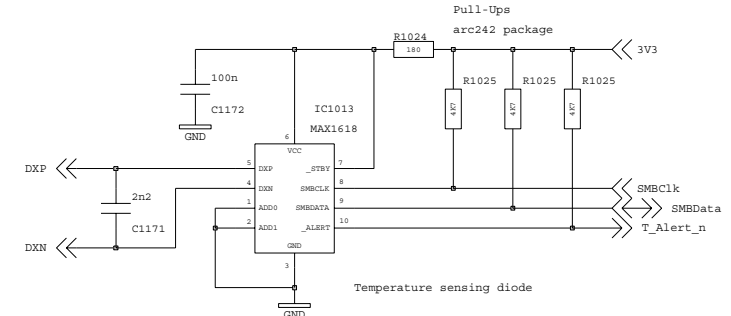 Pull-Ups
arc242 package
R1024
180
3V3
100n
C1172
GND
R1025
R1025
R1025
4K7
4K7
4K7
IC1013
MAX1618
6
VCC
DXP
5
DXP
_STBY
7
4
DXN
SMBCLK
8
SMBClk
2n2
1
ADD0
SMBDATA
9
SMBData
C1171
2
ADD1
_ALERT
10
T_Alert_n
DXN
GND
3
Temperature sensing diode
GND